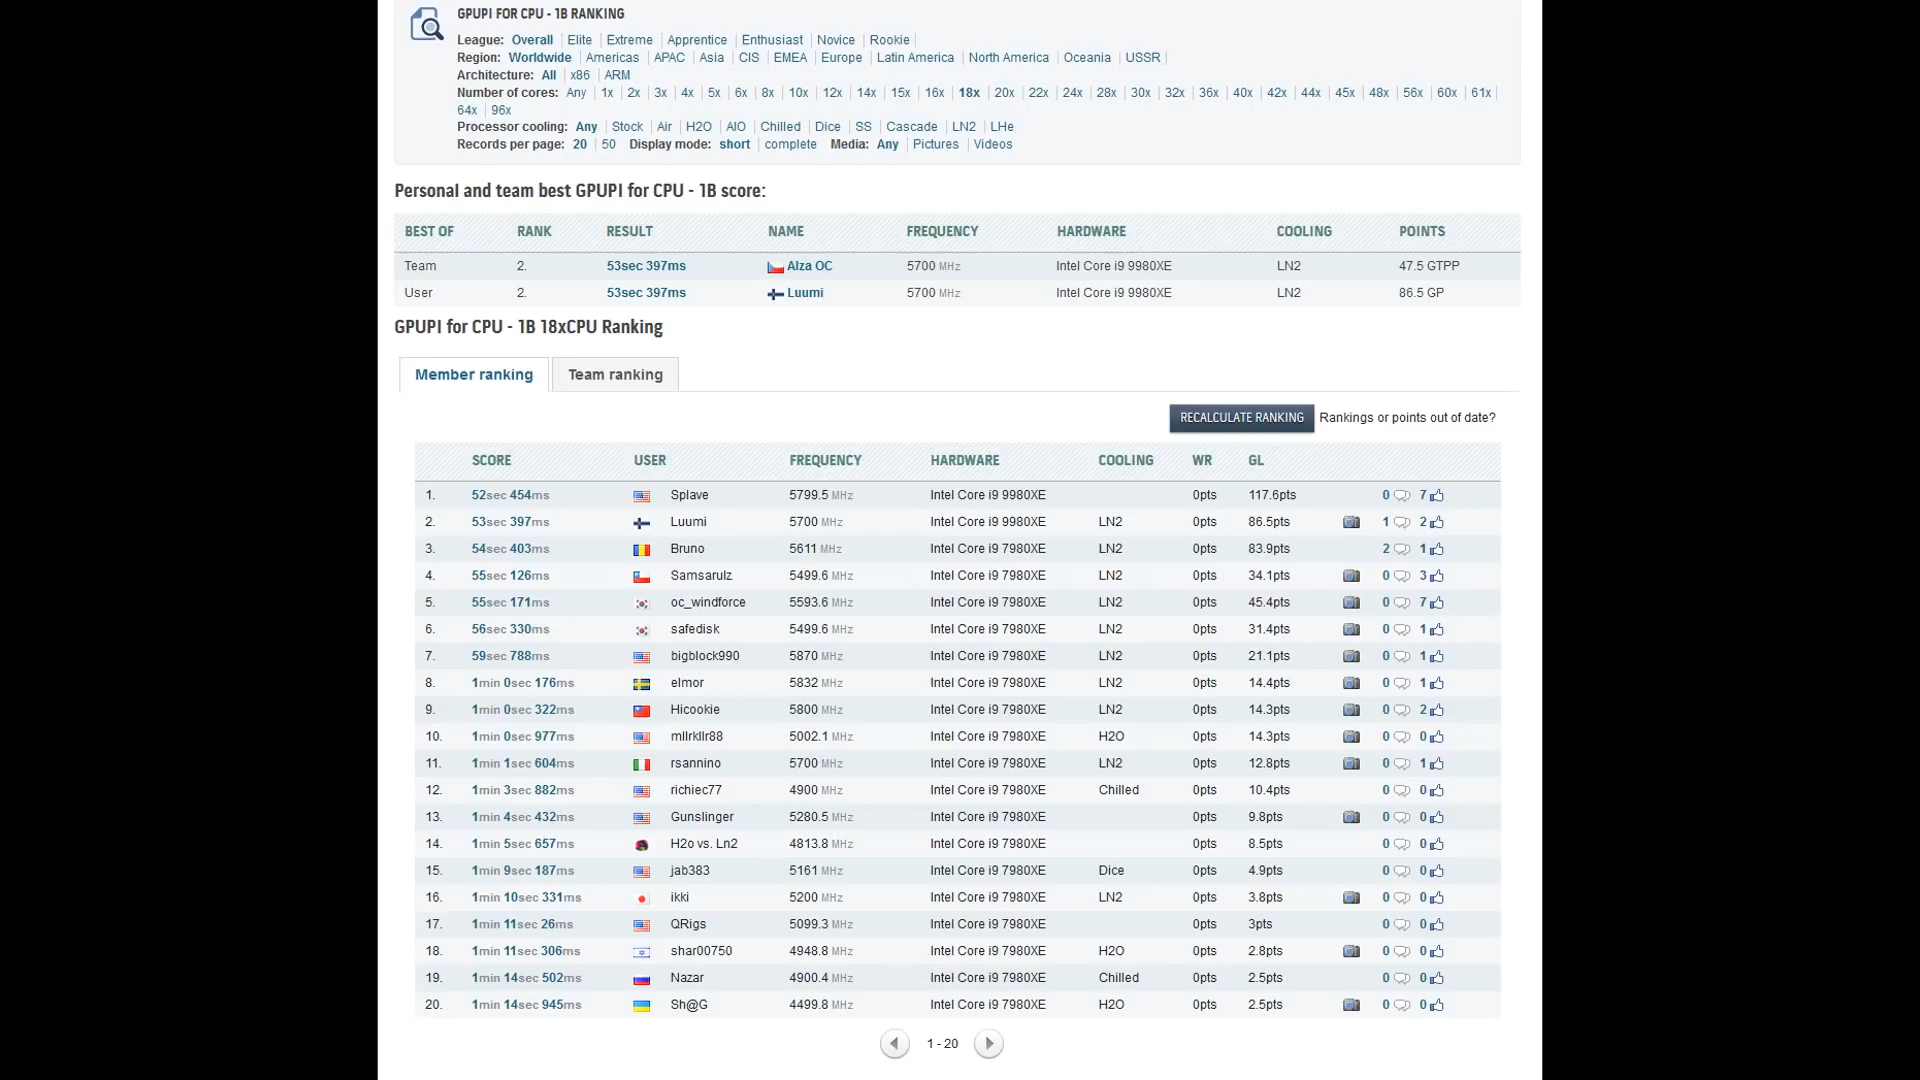 GPUPI FOR CPU - 1B RANKING
League: Overall Elite Extreme Apprentice Enthusiast Novice Rookie
Region: Worldwide Americas APAC Asia CIS EMEA Europe Latin America North America Oceania USSR
Architecture: All x86 ARM
Number of cores: Any 1x 2x 3x 4x 5x 6x 8x 10x 12x 14x 15x 16x 18x 20x 22x 24x 28x 30x 32x 36x 40x 42x 44x 45x 48x 56x 60x 61x
64x 96x
Processor cooling: Any Stock Air H2O AIO Chilled Dice SS Cascade LN2 LHe
Records per page: 20 50 Display mode: short complete Media: Any Pictures Videos
Personal and team best GPUPI for CPU - 1B score:
BEST OF RANK RESULT NAME FREQUENCY HARDWARE COOLING POINTS
Team 2. 53sec 397ms Alza OC 5700 MHz Intel Core i9 9980XE LN2 47.5 GTPP
User 2. 53sec 397ms Luumi 5700 MHz Intel Core i9 9980XE LN2 86.5 GP
GPUPI for CPU - 1B 18xCPU Ranking
Member ranking Team ranking
RECALCULATE RANKING Rankings or points out of date?
SCORE USER FREQUENCY HARDWARE COOLING WR GL
1. 52sec 454ms Splave 5799.5 MHz Intel Core i9 9980XE 0pts 117.6pts 0 7
2. 53sec 397ms Luumi 5700 MHz Intel Core i9 9980XE LN2 0pts 86.5pts 1 2
3. 54sec 403ms Bruno 5611 MHz Intel Core i9 7980XE LN2 0pts 83.9pts 2 1
4. 55sec 126ms Samsarulz 5499.6 MHz Intel Core i9 7980XE LN2 0pts 34.1pts 0 3
5. 55sec 171ms oc_windforce 5593.6 MHz Intel Core i9 7980XE LN2 0pts 45.4pts 0 7
6. 56sec 330ms safedisk 5499.6 MHz Intel Core i9 7980XE LN2 0pts 31.4pts 0 1
7. 59sec 788ms bigblock990 5870 MHz Intel Core i9 7980XE LN2 0pts 21.1pts 0 1
8. 1min 0sec 176ms elmor 5832 MHz Intel Core i9 7980XE LN2 0pts 14.4pts 0 1
9. 1min 0sec 322ms Hicookie 5800 MHz Intel Core i9 7980XE LN2 0pts 14.3pts 0 2
10. 1min 0sec 977ms mllrkllr88 5002.1 MHz Intel Core i9 7980XE H2O 0pts 14.3pts 0 0
11. 1min 1sec 604ms rsannino 5700 MHz Intel Core i9 7980XE LN2 0pts 12.8pts 0 1
12. 1min 3sec 882ms richiec77 4900 MHz Intel Core i9 7980XE Chilled 0pts 10.4pts 0 0
13. 1min 4sec 432ms Gunslinger 5280.5 MHz Intel Core i9 7980XE 0pts 9.8pts 0 0
14. 1min 5sec 657ms H2o vs. Ln2 4813.8 MHz Intel Core i9 7980XE 0pts 8.5pts 0 0
15. 1min 9sec 187ms jab383 5161 MHz Intel Core i9 7980XE Dice 0pts 4.9pts 0 0
16. 1min 10sec 331ms ikki 5200 MHz Intel Core i9 7980XE LN2 0pts 3.8pts 0 0
17. 1min 11sec 26ms QRigs 5099.3 MHz Intel Core i9 7980XE 0pts 3pts 0 0
18. 1min 11sec 306ms shar00750 4948.8 MHz Intel Core i9 7980XE H2O 0pts 2.8pts 0 0
19. 1min 14sec 502ms Nazar 4900.4 MHz Intel Core i9 7980XE Chilled 0pts 2.5pts 0 0
20. 1min 14sec 945ms Sh@G 4499.8 MHz Intel Core i9 7980XE H2O 0pts 2.5pts 0 0
1 - 20